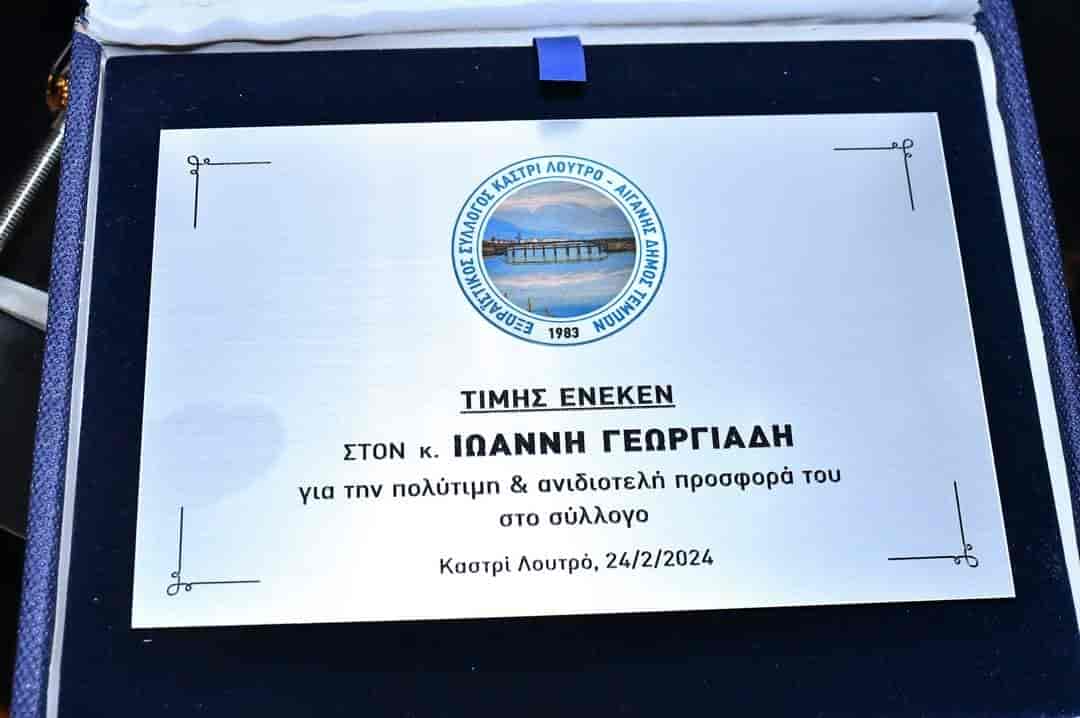 ΕΞΩΡΑΪΣΤΙΚΟΣ ΣΥΛΛΟΓΟΣ ΚΑΣΤΡΙ ΛΟΥΤΡΟ - ΑΙΓΑΝΗΣ ΔΗΜΟΣ ΤΕΜΠΩΝ
1983
ΤΙΜΗΣ ΕΝΕΚΕΝ
ΣΤΟΝ κ. ΙΩΑΝΝΗ ΓΕΩΡΓΙΑΔΗ
για την πολύτιμη & ανιδιοτελή προσφορά του
στο σύλλογο
Καστρί Λουτρό, 24/2/2024